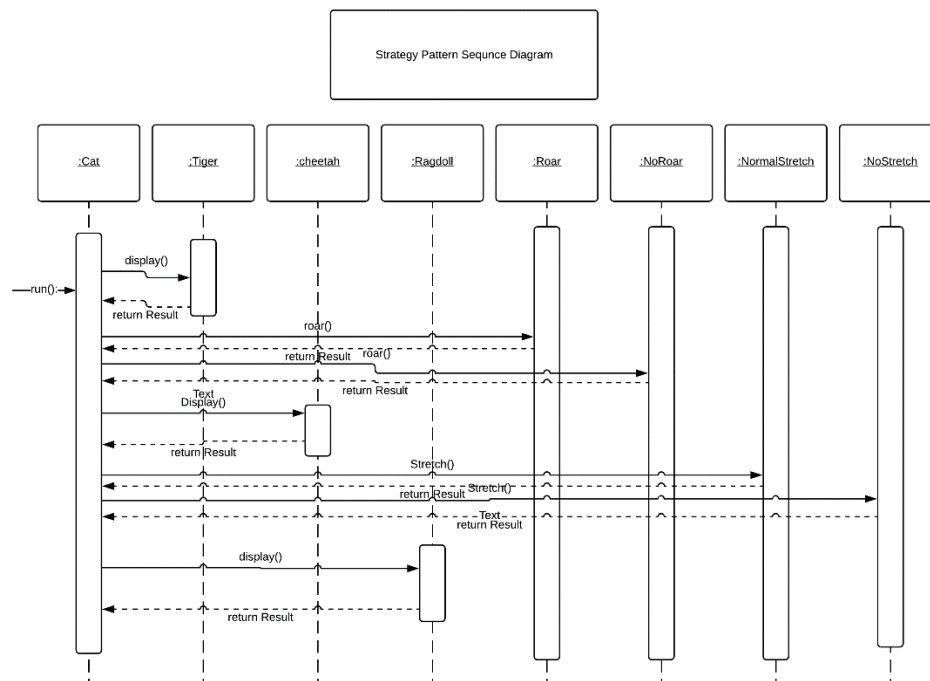 Strategy Pattern Sequnce Diagram
:Cat
:Tiger
:cheetah
:Ragdoll
:Roar
:NoRoar
:NormalStretch
:NoStretch
display()
run();
return Result
roar()
return Result
roar()
return Result
Text
Display()
return Result
Stretch()
Stretch()
return Result
Text
return Result
display()
return Result